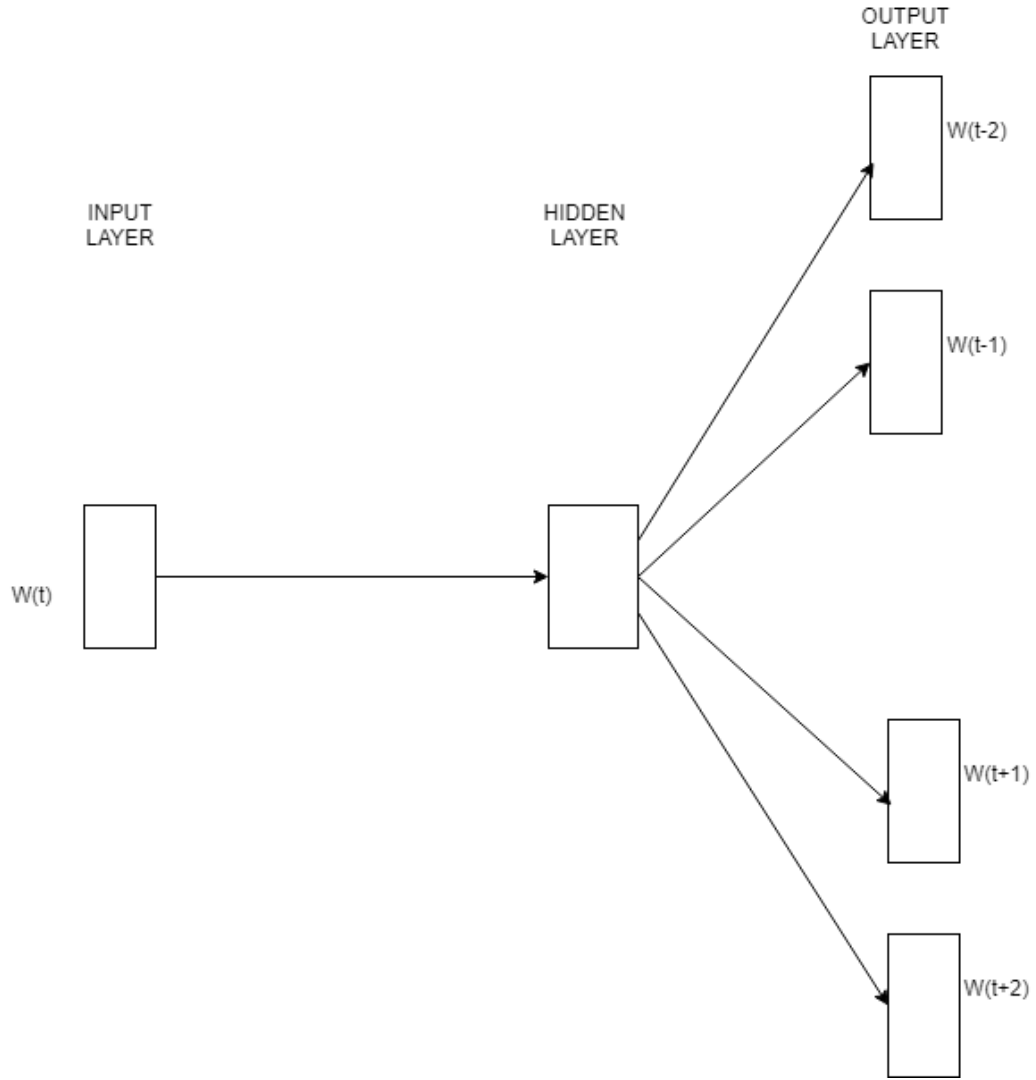 OUTPUT
LAYER
W(t-2)
INPUT
LAYER
HIDDEN
LAYER
W(t-1)
W(t)
W(t+1)
W(t+2)